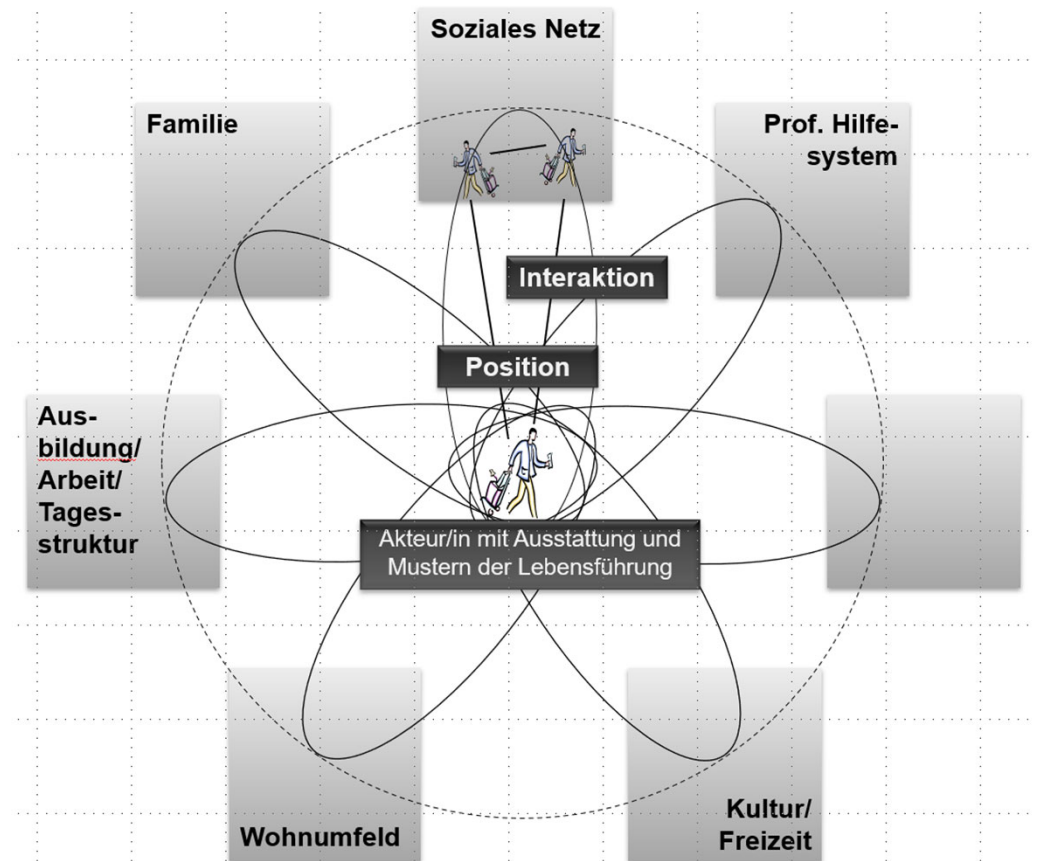 Soziales Netz
Familie
Prof. Hilfe-
system
Interaktion
Position
Aus-
bildung/
Arbeit/
Tages-
struktur
Akteur/in mit Ausstattung und
Mustern der Lebensführung
Wohnumfeld
Kultur/
Freizeit